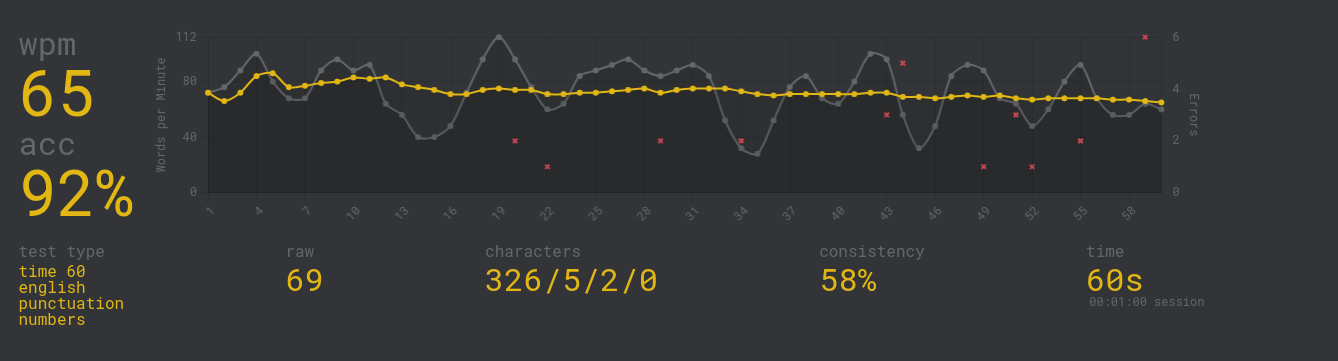 wpm
65
acc
92%
Words per Minute
112
80
40
0
6
4
2
0
Errors
1 4 7 10 13 16 19 22 25 28 31 34 37 40 43 46 49 52 55 58
test type
time 60
english
punctuation
numbers
raw
69
characters
326/5/2/0
consistency
58%
time
60s
00:01:00 session